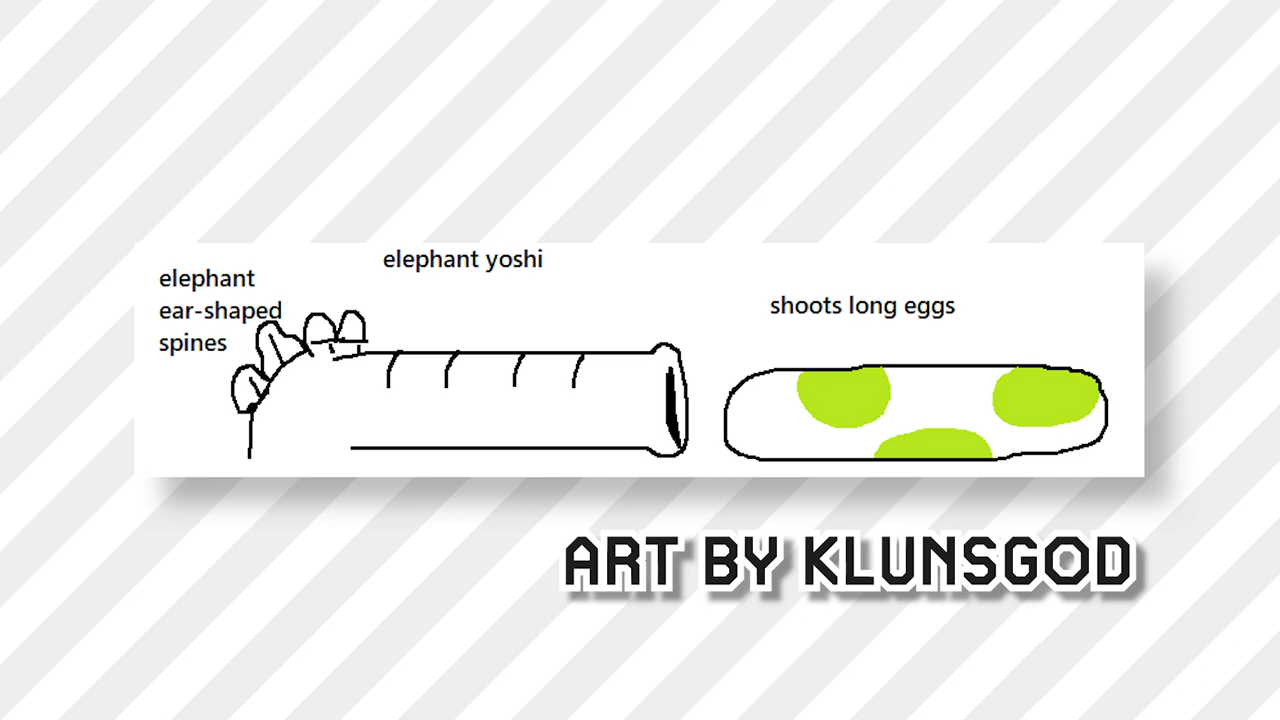 elephant yoshi
elephant
ear-shaped
spines
shoots long eggs
ART BY KLUNSGOD